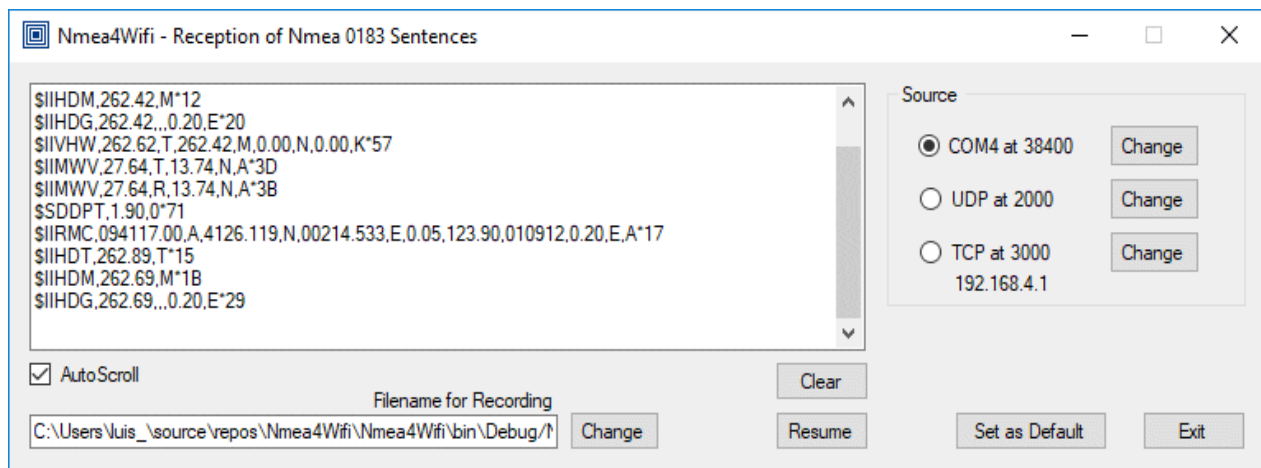 Nmea4Wifi - Reception of Nmea 0183 Sentences
$IIHDM,262.42,M*12
$IIHDG,262.42,,,0.20,E*20
$IIVHW,262.62,T,262.42,M,0.00,N,0.00,K*57
$IIMWV,27.64,T,13.74,N,A*3D
$IIMWV,27.64,R,13.74,N,A*3B
$SDDPT,1.90,0*71
$IIRMC,094117.00,A,4126.119,N,00214.533,E,0.05,123.90,010912,0.20,E,A*17
$IIHDT,262.89,T*15
$IIHDM,262.69,M*1B
$IIHDG,262.69,,,0.20,E*29
Source
COM4 at 38400 Change
UDP at 2000 Change
TCP at 3000 Change
192.168.4.1
AutoScroll
Clear
Filename for Recording
C:\Users\luis_\source\repos\Nmea4Wifi\Nmea4Wifi\bin\Debug/N Change Resume Set as Default Exit